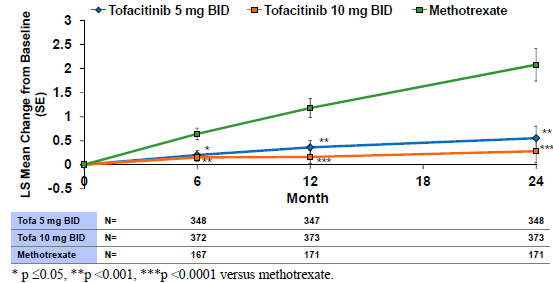 Tofacitinib 5 mg BID Tofacitinib 10 mg BID Methotrexate
LS Mean Change from Baseline
(SE)
3
2.5
2
1.5
1
0.5
0
-0.5
*
**
**
***
**
***
0 6 12 18 24
Month
Tofa 5 mg BID N= 348 347 348
Tofa 10 mg BID N= 372 373 373
Methotrexate N= 167 171 171
* p ≤0.05, **p <0.001, ***p <0.0001 versus methotrexate.